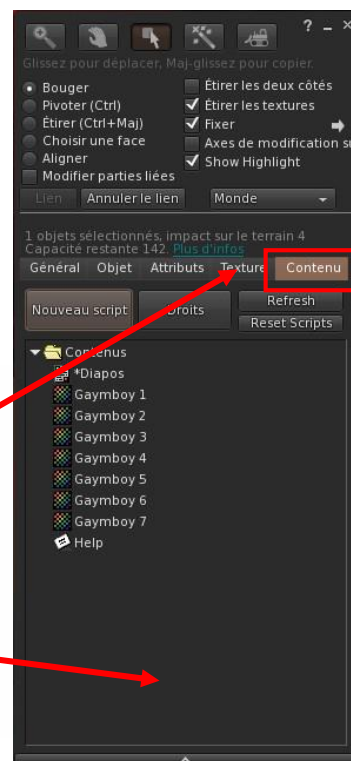 ? – ×
Glissez pour déplacer, Maj-glissez pour copier.
Bouger
Pivoter (Ctrl)
Étirer (Ctrl+Maj)
Choisir une face
Aligner
Modifier parties liées
Étirer les deux côtés
Étirer les textures
Fixer
Axes de modification su
Show Highlight
Lien Annuler le lien Monde
1 objets sélectionnés, impact sur le terrain 4
Capacité restante 142. Plus d'infos
Général Objet Attributs Texture Contenu
Nouveau script Droits Refresh
Reset Scripts
Contenus
*Diapos
Gaymboy 1
Gaymboy 2
Gaymboy 3
Gaymboy 4
Gaymboy 5
Gaymboy 6
Gaymboy 7
Help